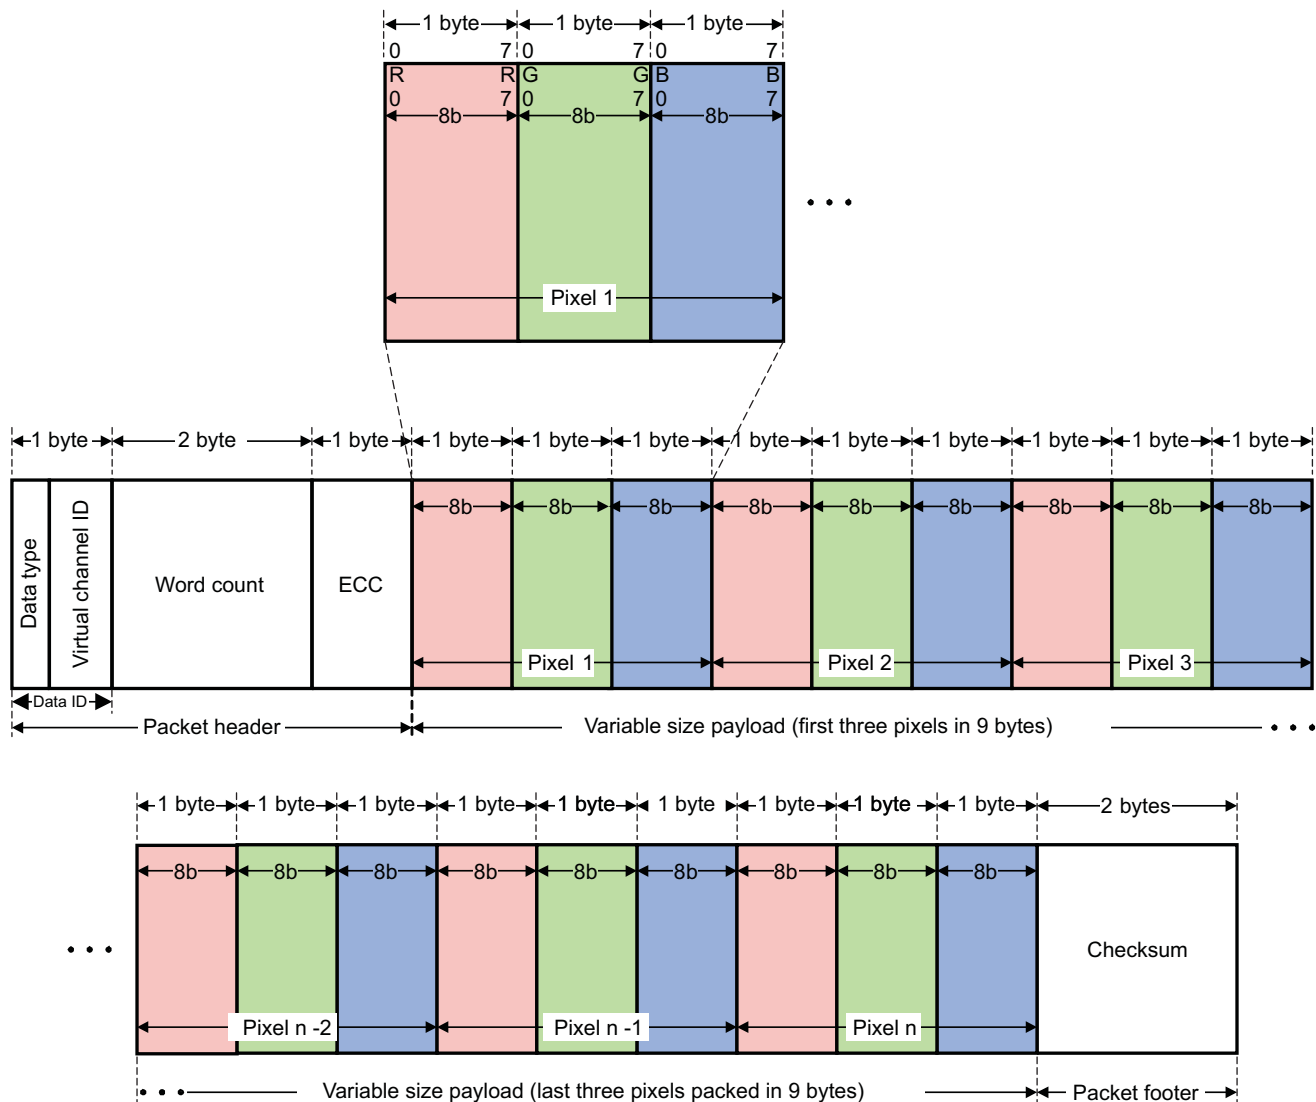 1 byte 1 byte 1 byte
0 7 0 7 0 7
R R G G B B
0 7 0 7 0 7
8b 8b 8b
• • •
Pixel 1
1 byte 2 byte 1 byte 1 byte 1 byte 1 byte 1 byte 1 byte 1 byte 1 byte 1 byte 1 byte
8b 8b 8b 8b 8b 8b 8b 8b 8b
Data type
Virtual channel ID
Word count
ECC
Pixel 1 Pixel 2 Pixel 3
Data ID
Packet header
Variable size payload (first three pixels in 9 bytes) • • •
1 byte 1 byte 1 byte 1 byte 1 byte 1 byte 1 byte 1 byte 1 byte 2 bytes
8b 8b 8b 8b 8b 8b 8b 8b 8b
• • •
Checksum
Pixel n -2 Pixel n -1 Pixel n
• • • Variable size payload (last three pixels packed in 9 bytes) Packet footer